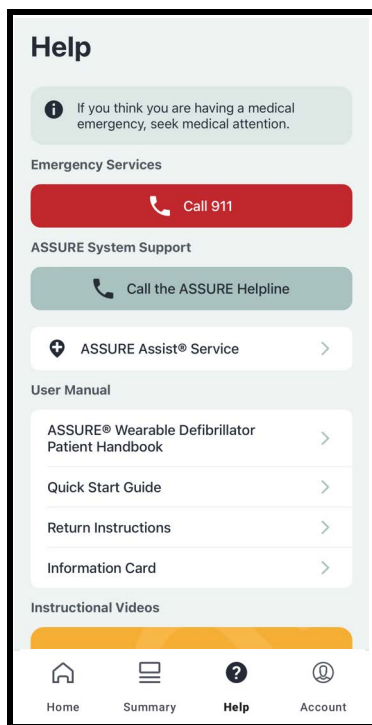 Help
If you think you are having a medical
emergency, seek medical attention.
Emergency Services
Call 911
ASSURE System Support
Call the ASSURE Helpline
ASSURE Assist® Service
User Manual
ASSURE® Wearable Defibrillator
Patient Handbook
Quick Start Guide
Return Instructions
Information Card
Instructional Videos
Home Summary Help Account